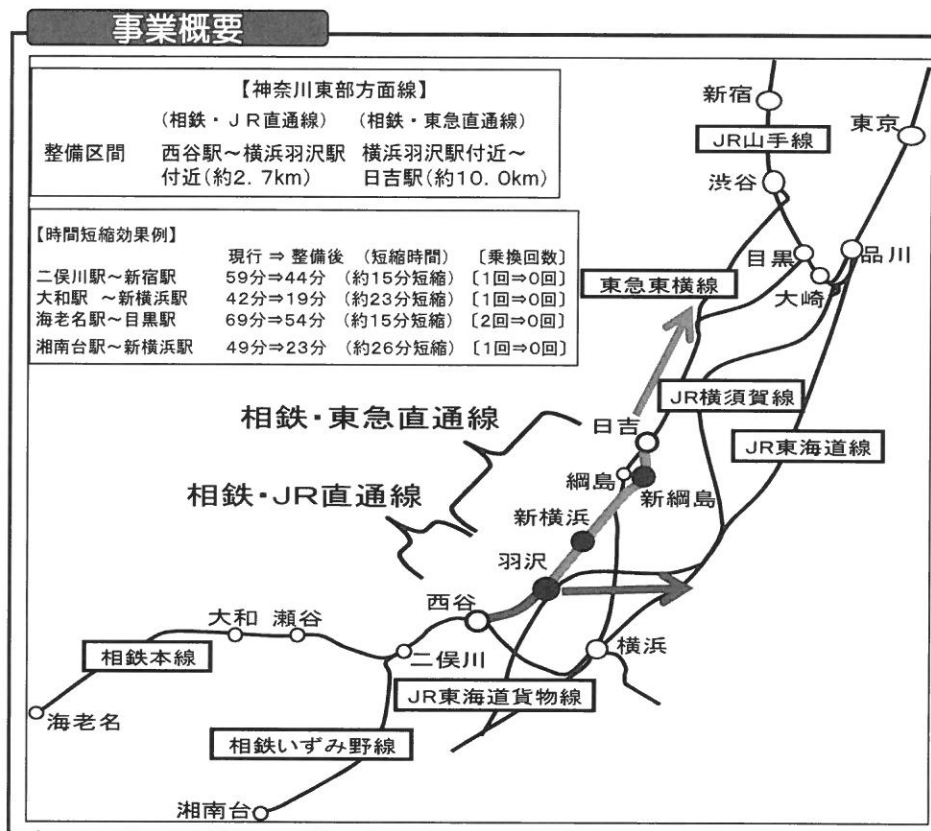 事業概要
【神奈川東部方面線】
(相鉄・ＪＲ直通線) (相鉄・東急直通線)
整備区間 西谷駅～横浜羽沢駅 横浜羽沢駅付近～
付近(約2．7km) 日吉駅(約10．0km)
【時間短縮効果例】
現行⇒整備後 (短縮時間) 〔乗換回数〕
二俣川駅～新宿駅 59分⇒44分 (約15分短縮) 〔1回⇒0回〕
大和駅 ～新横浜駅 42分⇒19分 (約23分短縮) 〔1回⇒0回〕
海老名駅～目黒駅 69分⇒54分 (約15分短縮) 〔2回⇒0回〕
湘南台駅～新横浜駅 49分⇒23分 (約26分短縮) 〔1回⇒0回〕
新宿
東京
JR山手線
渋谷
目黒
品川
大崎
東急東横線
JR横須賀線
JR東海道線
相鉄・東急直通線
日吉
綱島
新綱島
相鉄・JR直通線
新横浜
羽沢
西谷
大和 瀬谷
二俣川
横浜
相鉄本線
JR東海道貨物線
海老名
相鉄いずみ野線
湘南台